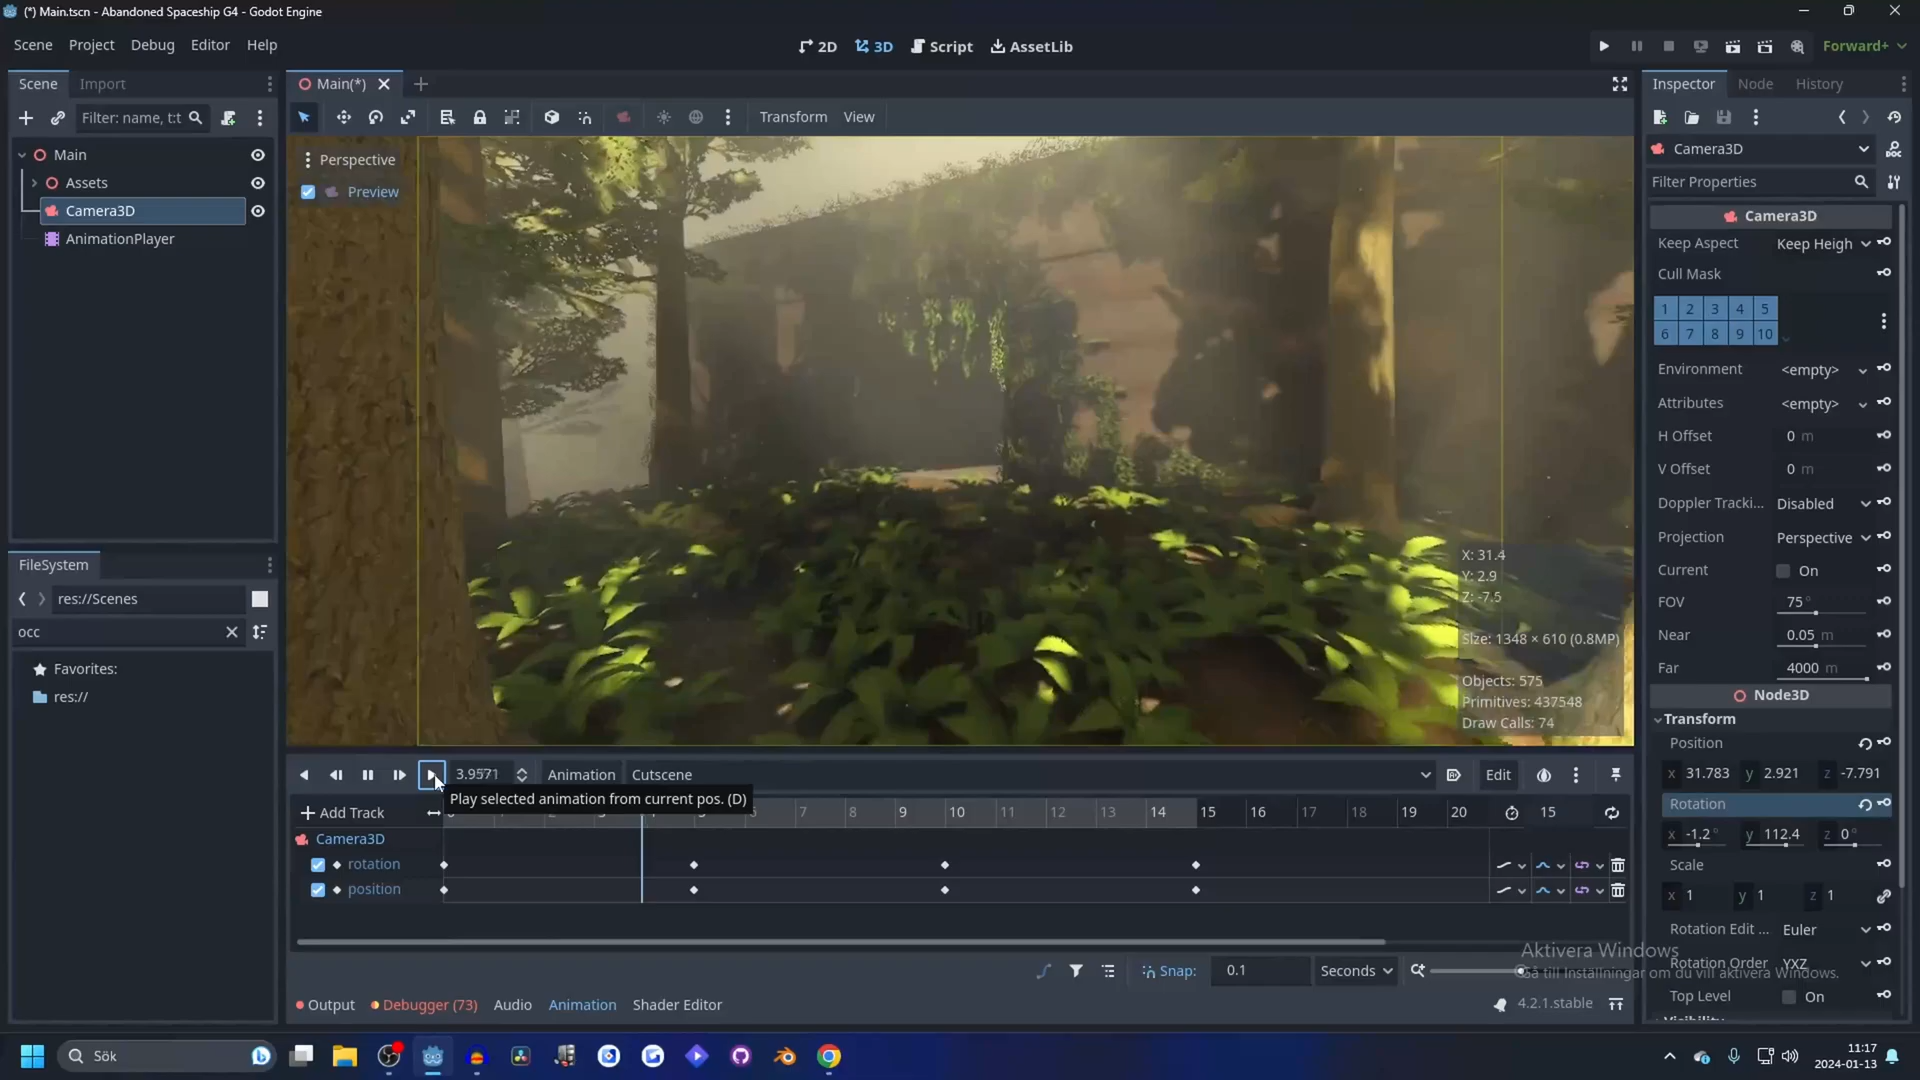 (*) Main.tscn - Abandoned Spaceship G4 - Godot Engine
Scene Project Debug Editor Help
2D 3D Script AssetLib
Forward+
Scene Import
Filter: name, t:t
Main
Assets
Camera3D
AnimationPlayer
FileSystem
res://Scenes
occ
Favorites:
res://
Main(*)
Transform View
Perspective
Preview
X: 31.4
Y: 2.9
Z: -7.5
Size: 1348 × 610 (0.8MP)
Objects: 575
Primitives: 437548
Draw Calls: 74
3.9571 Animation Cutscene Edit
Play selected animation from current pos. (D)
Add Track
7 8 9 10 11 12 13 14 15 16 17 18 19 20 15
Camera3D
rotation
position
Snap: 0.1 Seconds
Output Debugger (73) Audio Animation Shader Editor
4.2.1.stable
Inspector Node History
Camera3D
Filter Properties
Camera3D
Keep Aspect Keep Heigh
Cull Mask
1 2 3 4 5
6 7 8 9 10
Environment <empty>
Attributes <empty>
H Offset 0 m
V Offset 0 m
Doppler Tracki... Disabled
Projection Perspective
Current On
FOV 75°
Near 0.05 m
Far 4000 m
Node3D
Transform
Position
x 31.783 y 2.921 z -7.791
Rotation
x -1.2° y 112.4 z 0°
Scale
x 1 y 1 z 1
Rotation Edit ... Euler
Rotation Order YXZ
Top Level On
Visibility
Aktivera Windows
Gå till Inställningar om du vill aktivera Windows.
Sök
11:17
2024-01-13